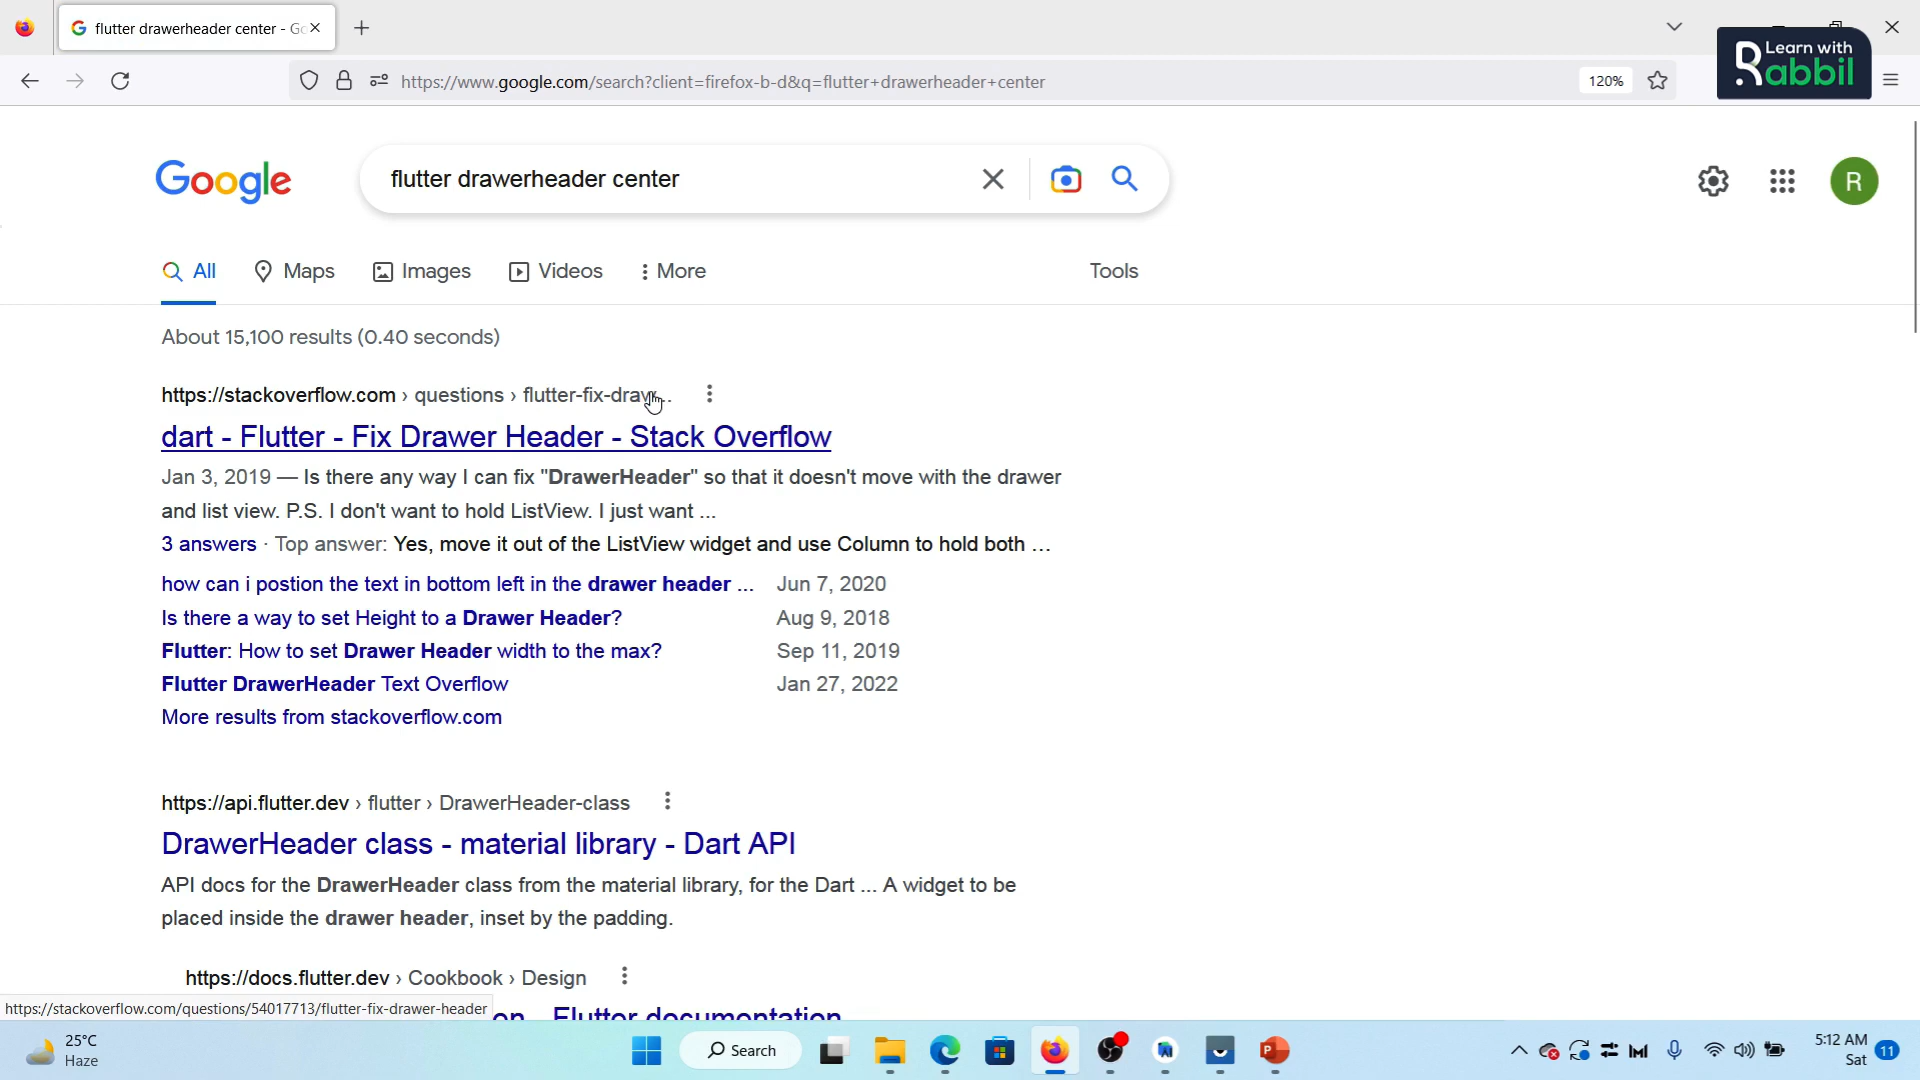 flutter drawerheader center - Go
https://www.google.com/search?client=firefox-b-d&q=flutter+drawerheader+center
120%
Learn with
Rabbil
Google
flutter drawerheader center
R
All
Maps
Images
Videos
More
Tools
About 15,100 results (0.40 seconds)
https://stackoverflow.com › questions › flutter-fix-draw...
dart - Flutter - Fix Drawer Header - Stack Overflow
Jan 3, 2019 — Is there any way I can fix "DrawerHeader" so that it doesn't move with the drawer
and list view. P.S. I don't want to hold ListView. I just want ...
3 answers · Top answer: Yes, move it out of the ListView widget and use Column to hold both ...
how can i postion the text in bottom left in the drawer header ... Jun 7, 2020
Is there a way to set Height to a Drawer Header? Aug 9, 2018
Flutter: How to set Drawer Header width to the max? Sep 11, 2019
Flutter DrawerHeader Text Overflow Jan 27, 2022
More results from stackoverflow.com
https://api.flutter.dev › flutter › DrawerHeader-class
DrawerHeader class - material library - Dart API
API docs for the DrawerHeader class from the material library, for the Dart ... A widget to be
placed inside the drawer header, inset by the padding.
https://docs.flutter.dev › Cookbook › Design
on - Flutter documentation
https://stackoverflow.com/questions/54017713/flutter-fix-drawer-header
25°C
Haze
Search
5:12 AM
Sat
11